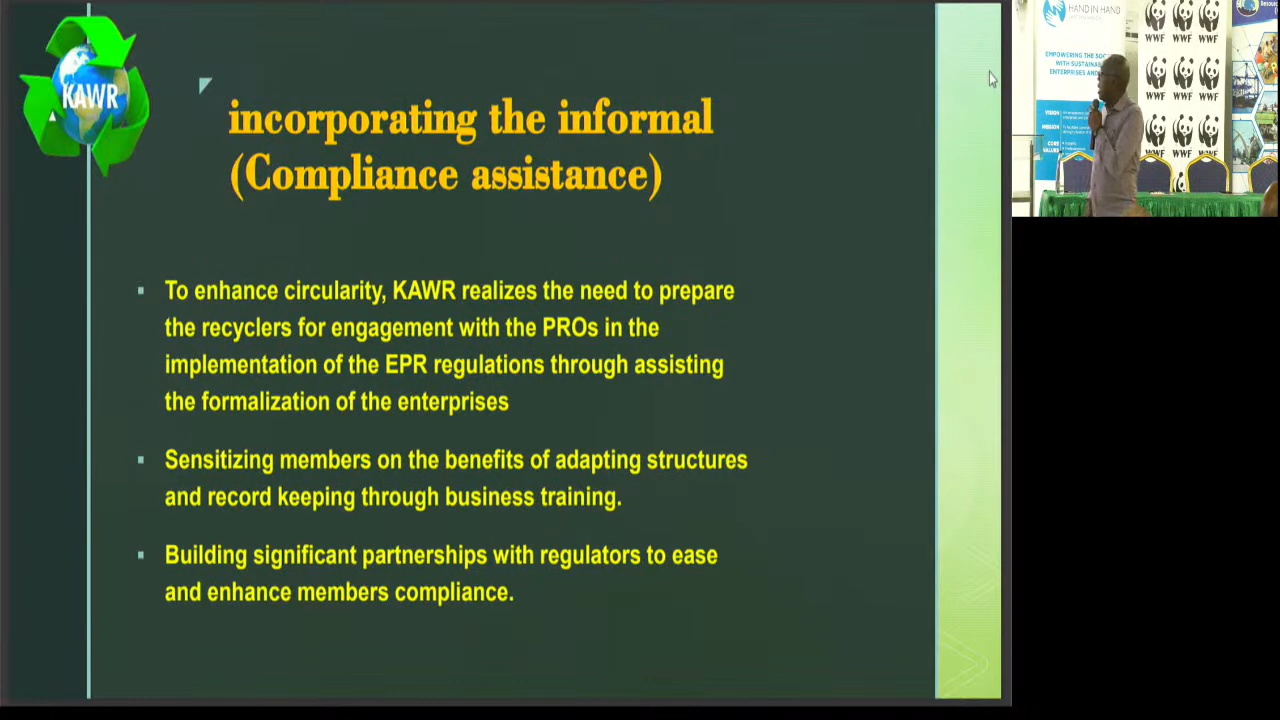 KAWR
incorporating the informal
(Compliance assistance)
▪ To enhance circularity, KAWR realizes the need to prepare
the recyclers for engagement with the PROs in the
implementation of the EPR regulations through assisting
the formalization of the enterprises
▪ Sensitizing members on the benefits of adapting structures
and record keeping through business training.
▪ Building significant partnerships with regulators to ease
and enhance members compliance.
HAND IN HAND
EMPOWERING THE
WITH
ENTERPRISES
VISION
MISSION
CORE
VALUES
WWF WWF WWF
WWF WWF WWF
WWF WWF WWF